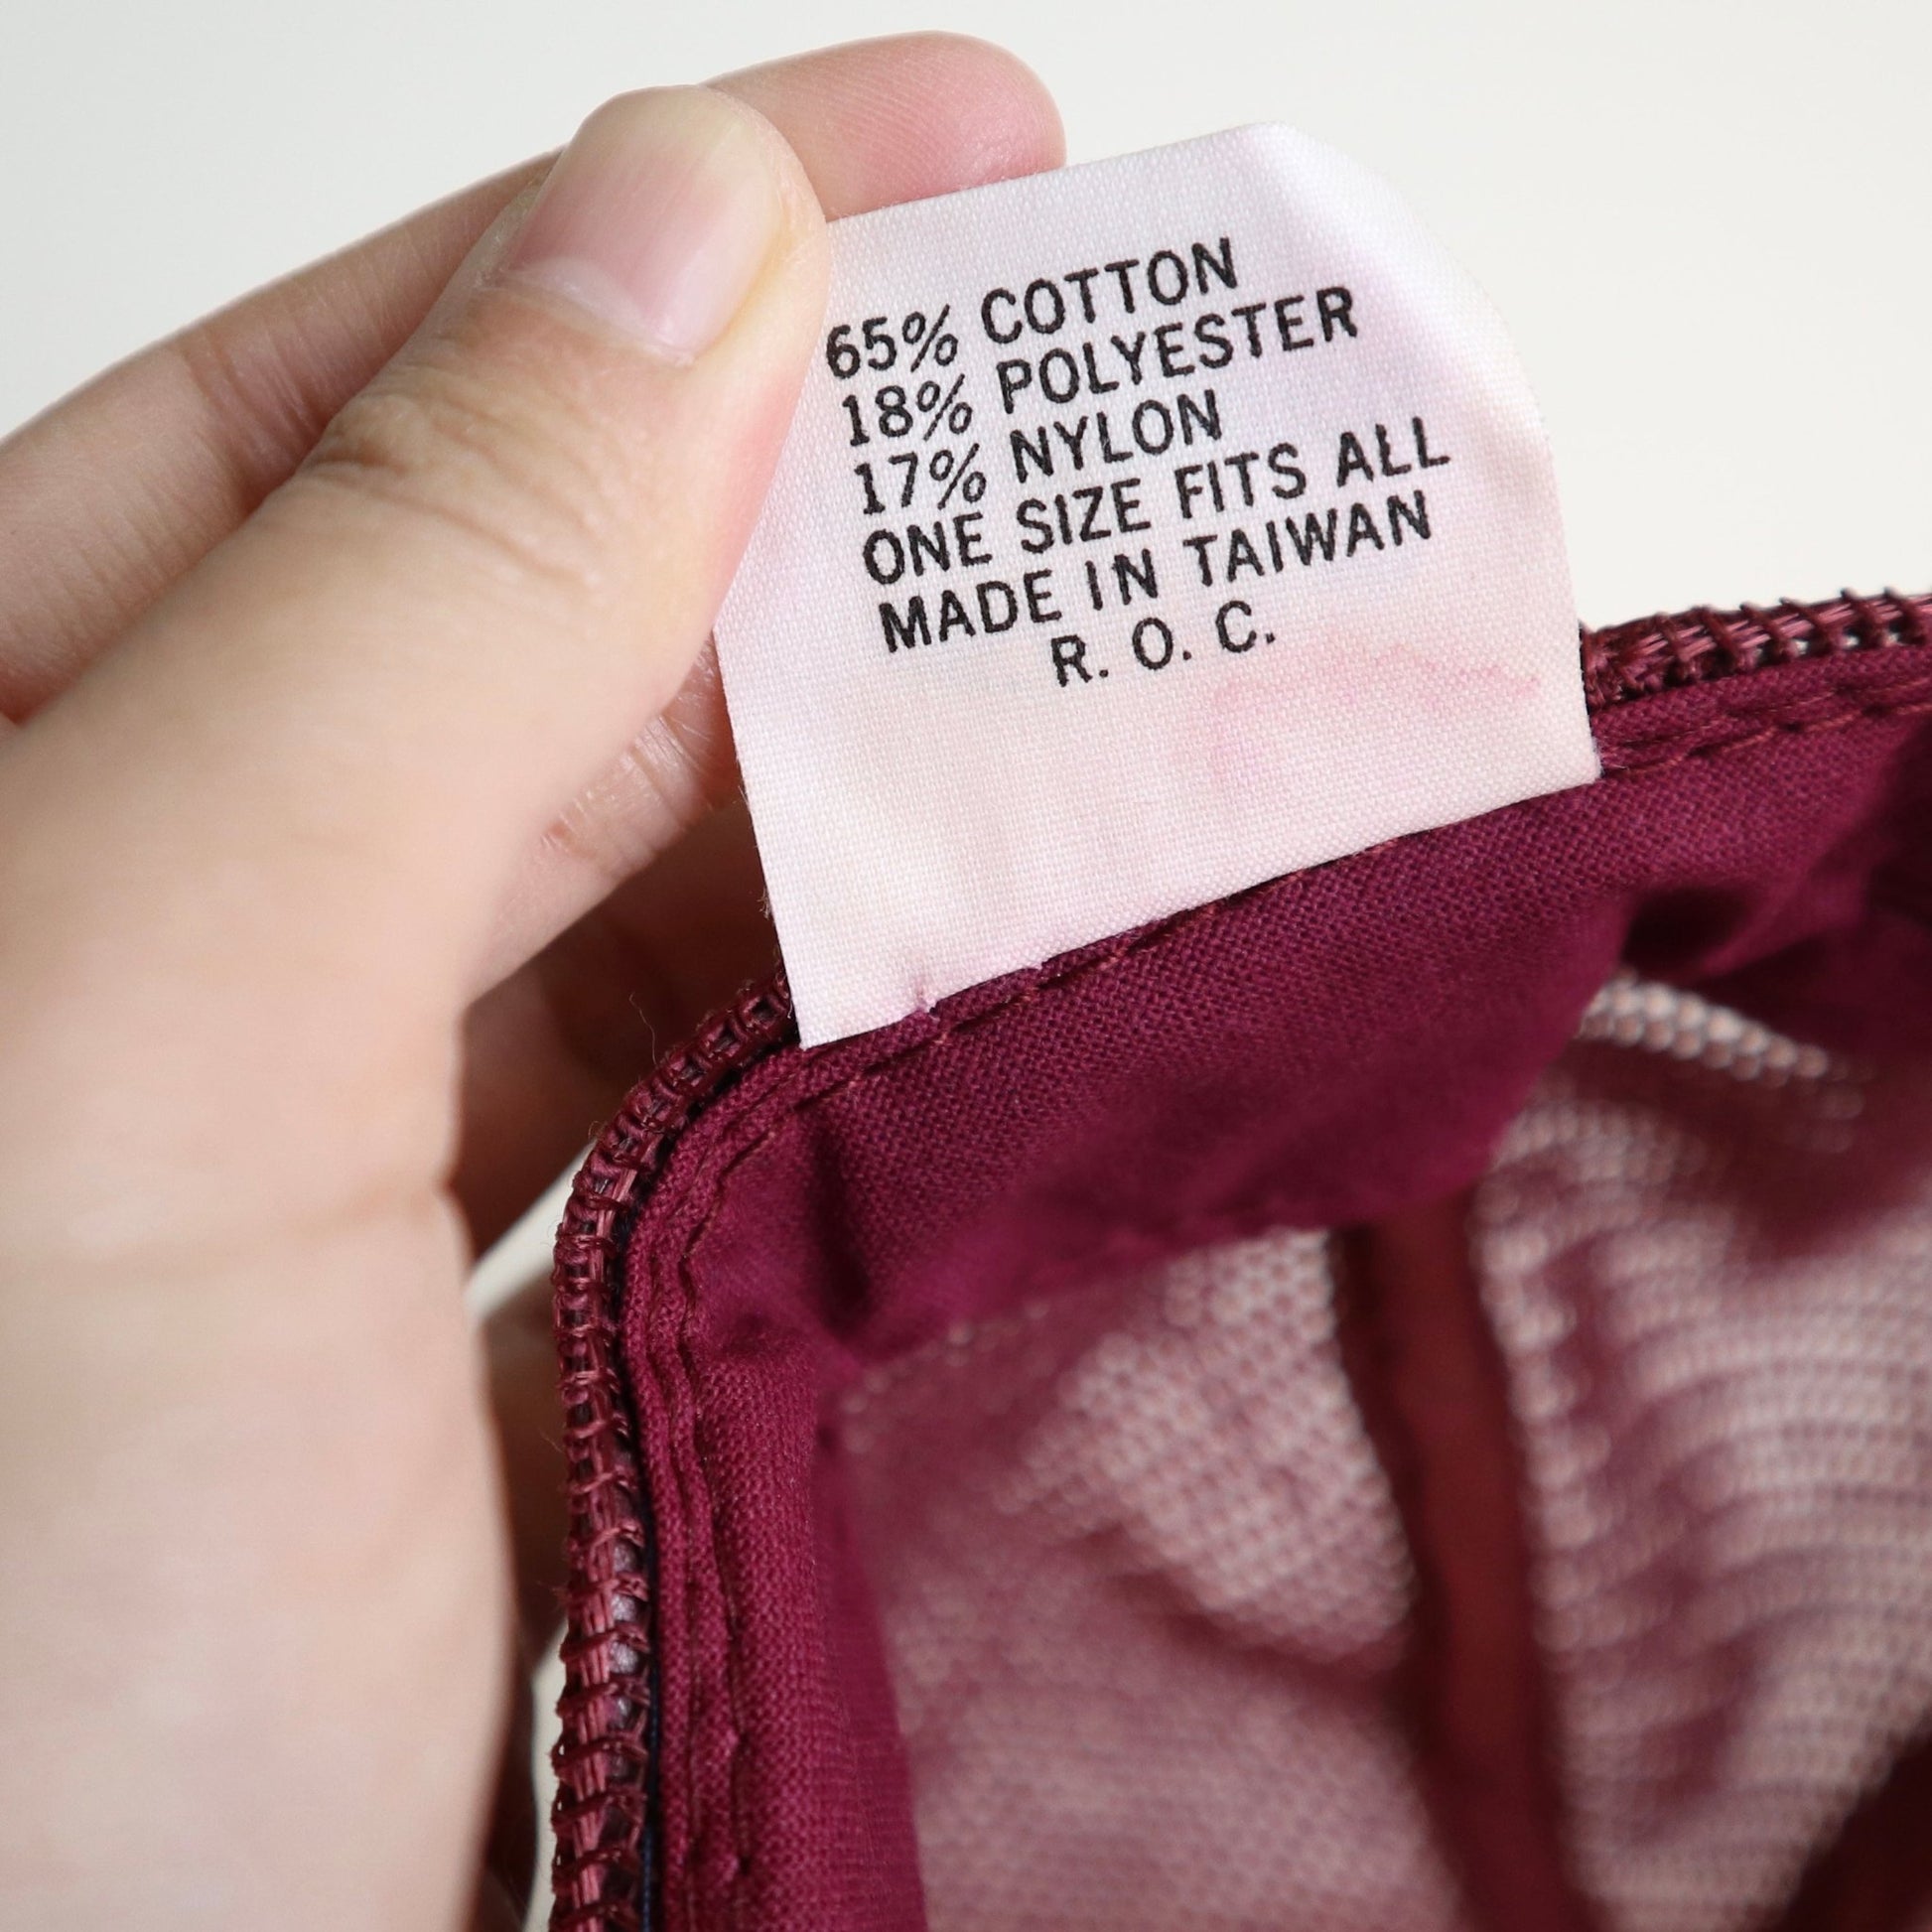 65% COTTON
18% POLYESTER
17% NYLON
ONE SIZE FITS ALL
MADE IN TAIWAN
R. O. C.